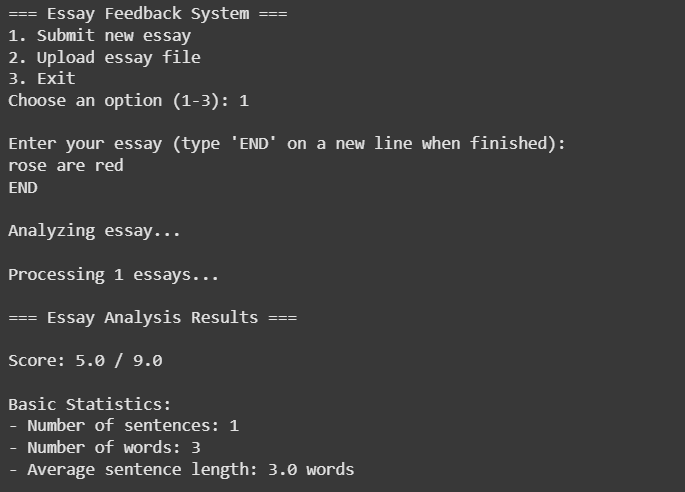 === Essay Feedback System ===
1. Submit new essay
2. Upload essay file
3. Exit
Choose an option (1-3): 1
Enter your essay (type 'END' on a new line when finished):
rose are red
END
Analyzing essay...
Processing 1 essays...
=== Essay Analysis Results ===
Score: 5.0 / 9.0
Basic Statistics:
- Number of sentences: 1
- Number of words: 3
- Average sentence length: 3.0 words